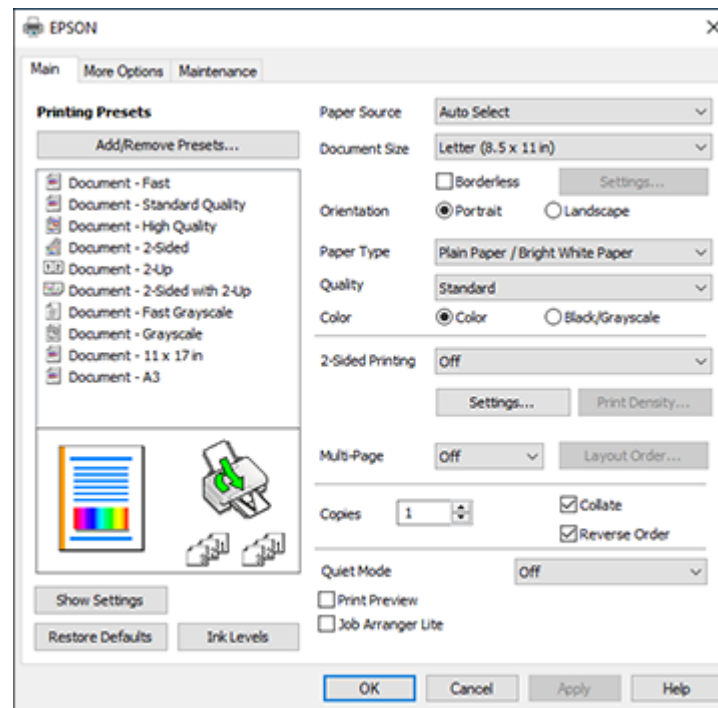 EPSON
Main More Options Maintenance
Printing Presets
Add/Remove Presets...
Document - Fast
Document - Standard Quality
Document - High Quality
Document - 2-Sided
Document - 2-Up
Document - 2-Sided with 2-Up
Document - Fast Grayscale
Document - Grayscale
Document - 11 x 17 in
Document - A3
Show Settings
Restore Defaults Ink Levels
Paper Source Auto Select
Document Size Letter (8.5 x 11 in)
Borderless Settings...
Orientation Portrait Landscape
Paper Type Plain Paper / Bright White Paper
Quality Standard
Color Color Black/Grayscale
2-Sided Printing Off
Settings... Print Density...
Multi-Page Off Layout Order...
Copies 1 Collate
Reverse Order
Quiet Mode Off
Print Preview
Job Arranger Lite
OK Cancel Apply Help